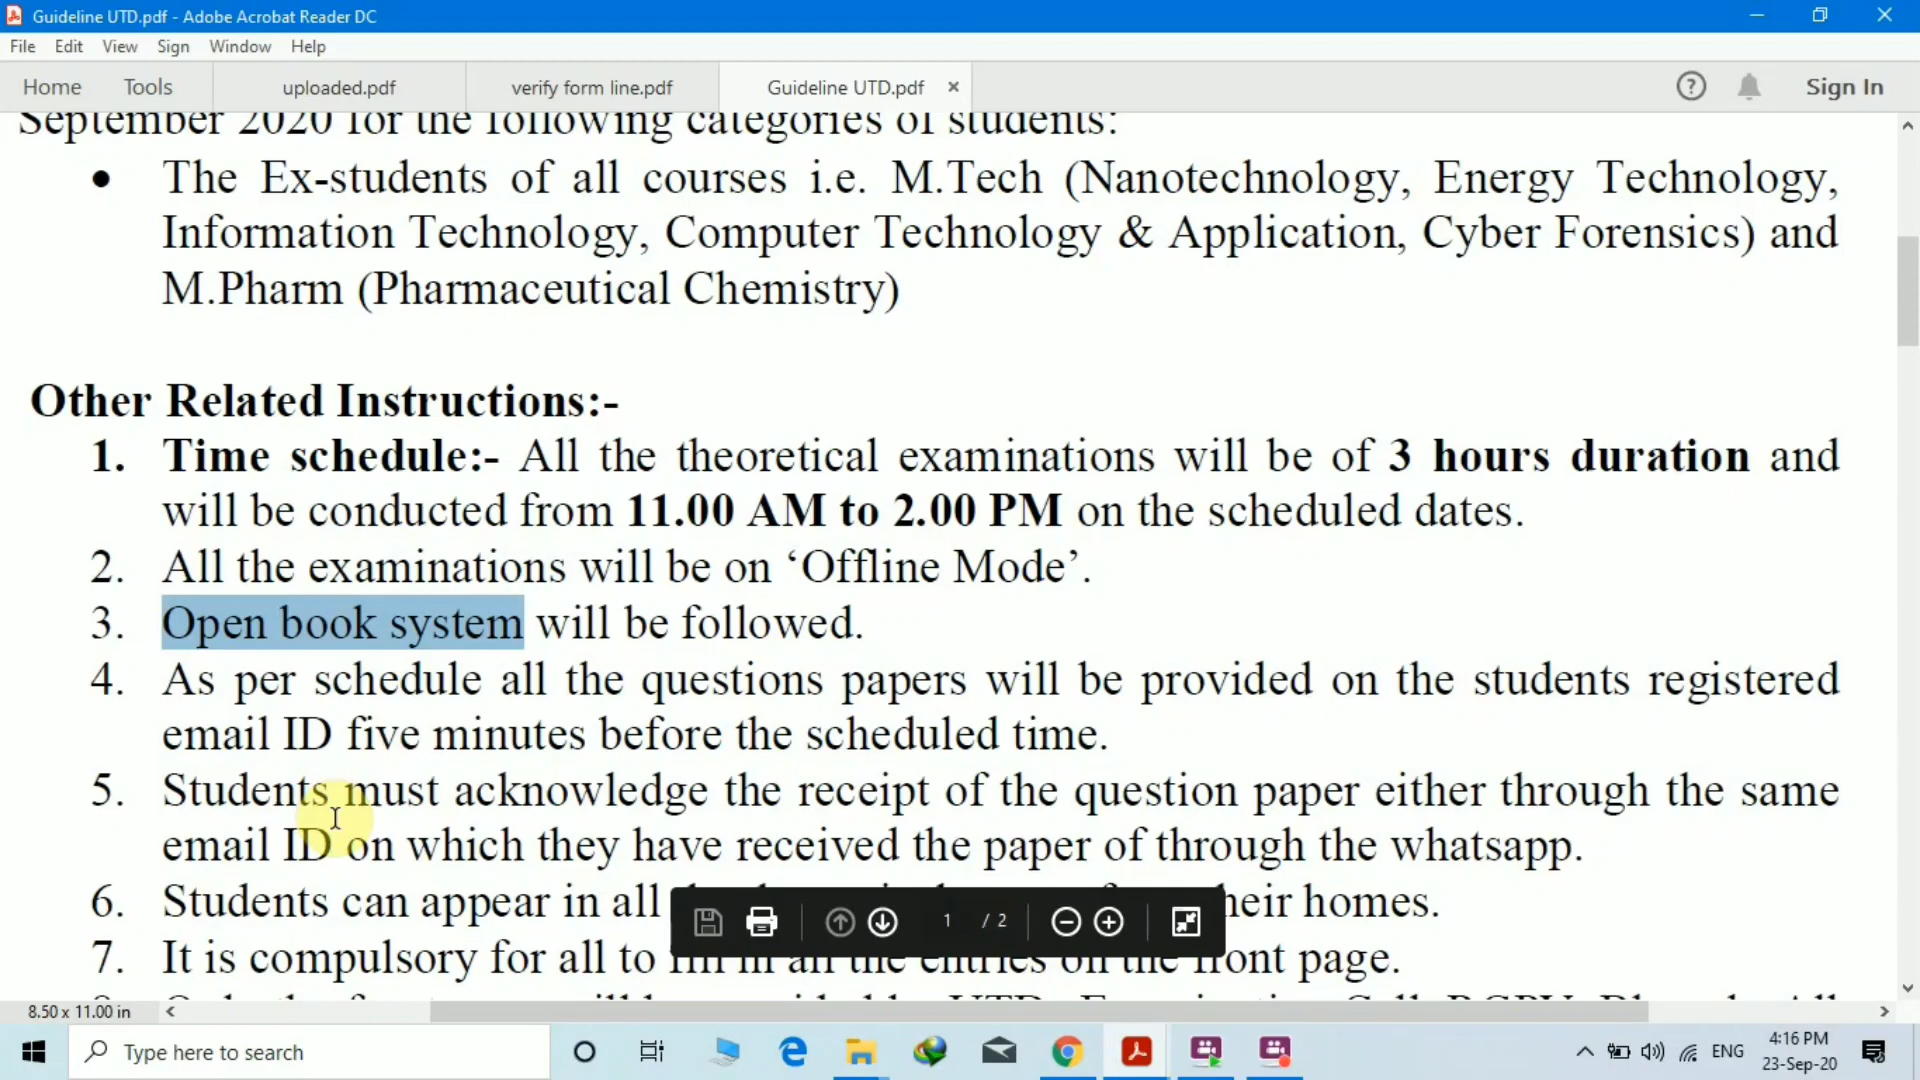 Guideline UTD.pdf - Adobe Acrobat Reader DC
File Edit View Sign Window Help
Home Tools uploaded.pdf verify form line.pdf Guideline UTD.pdf × Sign In
September 2020 for the following categories of students:
• The Ex-students of all courses i.e. M.Tech (Nanotechnology, Energy Technology,
Information Technology, Computer Technology & Application, Cyber Forensics) and
M.Pharm (Pharmaceutical Chemistry)
Other Related Instructions:-
1. Time schedule:- All the theoretical examinations will be of 3 hours duration and
will be conducted from 11.00 AM to 2.00 PM on the scheduled dates.
2. All the examinations will be on ‘Offline Mode’.
3. Open book system will be followed.
4. As per schedule all the questions papers will be provided on the students registered
email ID five minutes before the scheduled time.
5. Students must acknowledge the receipt of the question paper either through the same
email ID on which they have received the paper of through the whatsapp.
6. Students can appear in all heir homes.
1 / 2
7. It is compulsory for all to fill in all the entries on the front page.
8.50 x 11.00 in
Type here to search
ENG
4:16 PM
23-Sep-20